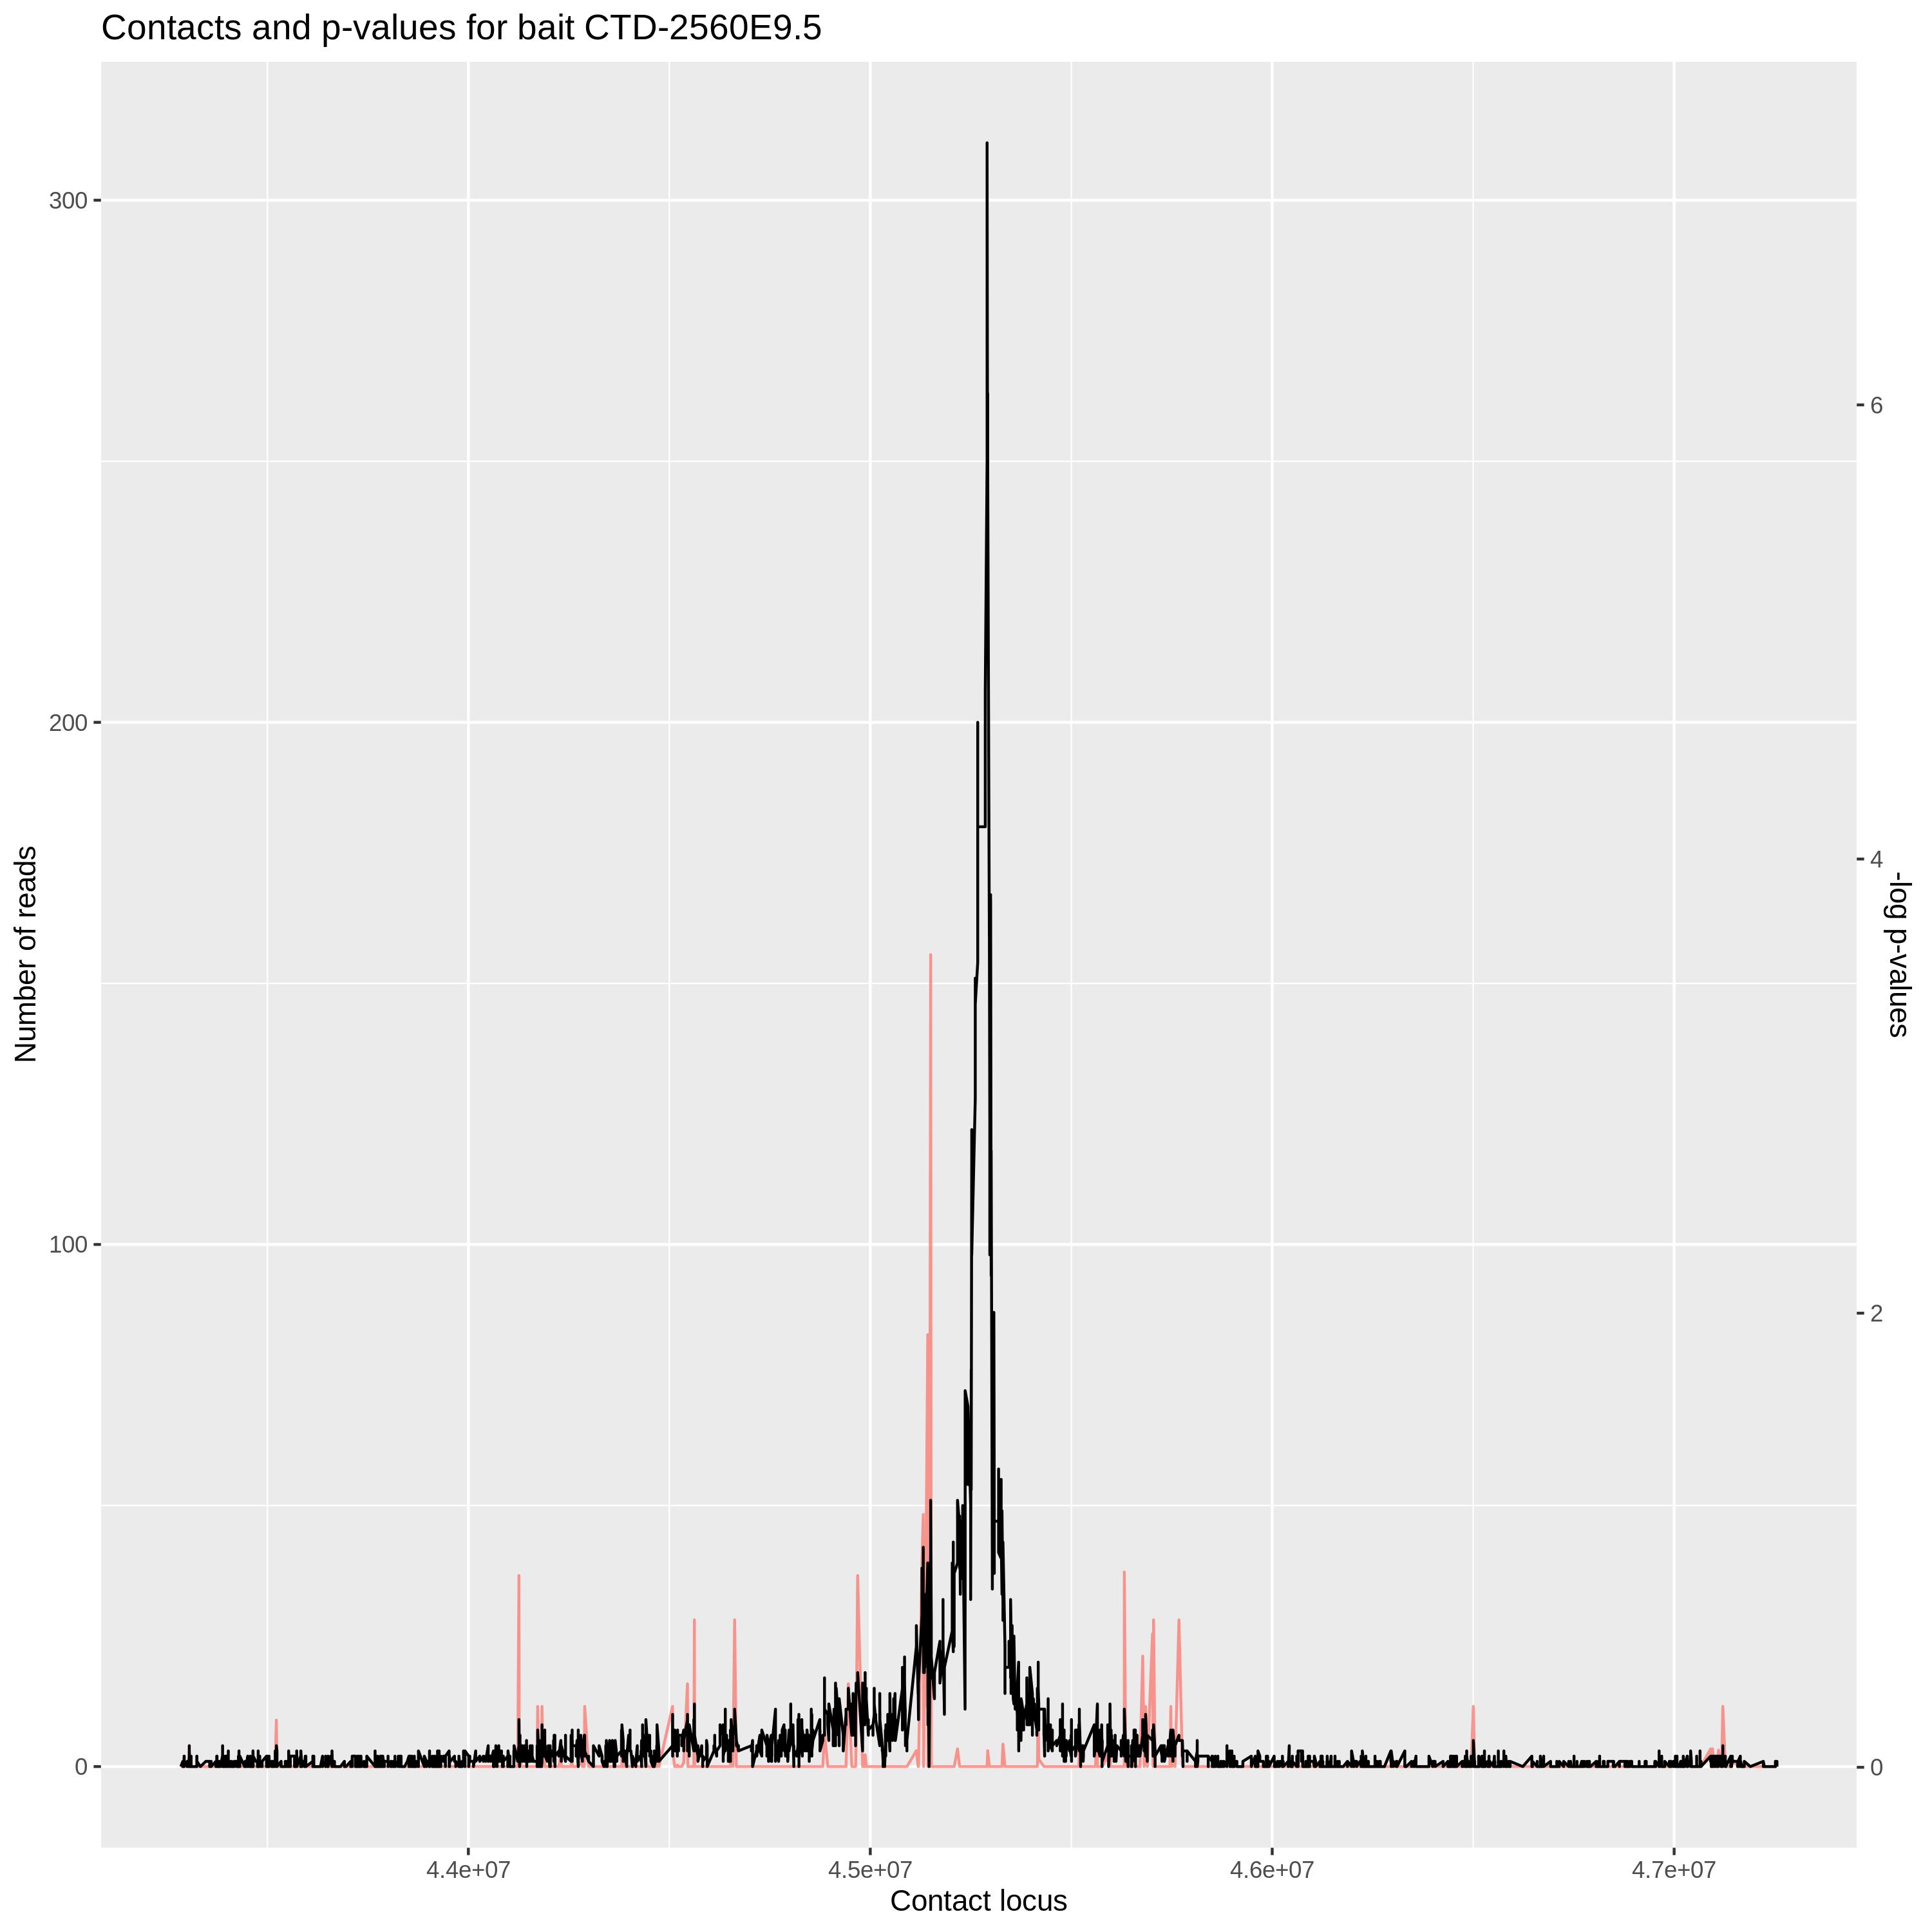 Contacts and p-values for bait CTD-2560E9.5
300
200
100
0
Number of reads
6
4
2
0
-log p-values
4.4e+07
4.5e+07
4.6e+07
4.7e+07
Contact locus